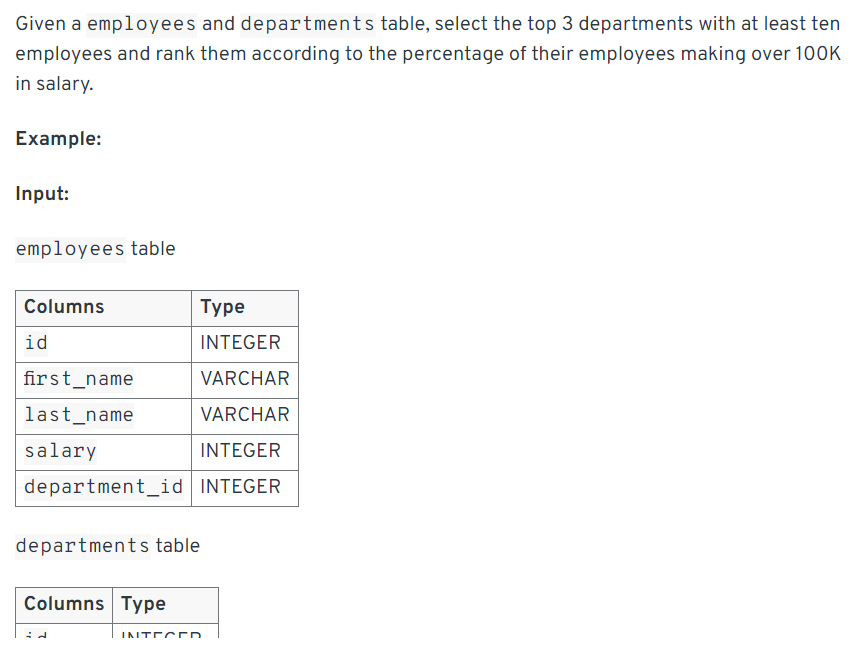 Given a employees and departments table, select the top 3 departments with at least ten
employees and rank them according to the percentage of their employees making over 100K
in salary.
Example:
Input:
employees table
Columns Type
id INTEGER
first_name VARCHAR
last_name VARCHAR
salary INTEGER
department_id INTEGER
departments table
Columns Type
id INTEGER